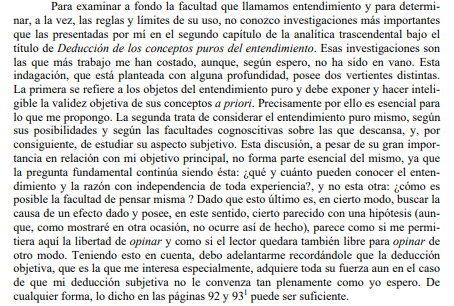 Para examinar a fondo la facultad que llamamos entendimiento y para determi-
nar, a la vez, las reglas y límites de su uso, no conozco investigaciones más importantes
que las presentadas por mí en el segundo capítulo de la analítica trascendental bajo el
título de Deducción de los conceptos puros del entendimiento. Esas investigaciones son
las que más trabajo me han costado, aunque, según espero, no ha sido en vano. Esta
indagación, que está planteada con alguna profundidad, posee dos vertientes distintas.
La primera se refiere a los objetos del entendimiento puro y debe exponer y hacer inteli-
gible la validez objetiva de sus conceptos a priori. Precisamente por ello es esencial para
lo que me propongo. La segunda trata de considerar el entendimiento puro mismo, según
sus posibilidades y según las facultades cognoscitivas sobre las que descansa, y, por
consiguiente, de estudiar su aspecto subjetivo. Esta discusión, a pesar de su gran impor-
tancia en relación con mi objetivo principal, no forma parte esencial del mismo, ya que
la pregunta fundamental continúa siendo ésta: ¿qué y cuánto pueden conocer el enten-
dimiento y la razón con independencia de toda experiencia?, y no esta otra: ¿cómo es
posible la facultad de pensar misma ? Dado que esto último es, en cierto modo, buscar la
causa de un efecto dado y posee, en este sentido, cierto parecido con una hipótesis (aun-
que, como mostraré en otra ocasión, no ocurre así de hecho), parece como si me permi-
tiera aquí la libertad de opinar y como si el lector quedara también libre para opinar de
otro modo. Teniendo esto en cuenta, debo adelantarme recordándole que la deducción
objetiva, que es la que me interesa especialmente, adquiere toda su fuerza aun en el caso
de que mi deducción subjetiva no le convenza tan plenamente como yo espero. De
cualquier forma, lo dicho en las páginas 92 y 93¹ puede ser suficiente.